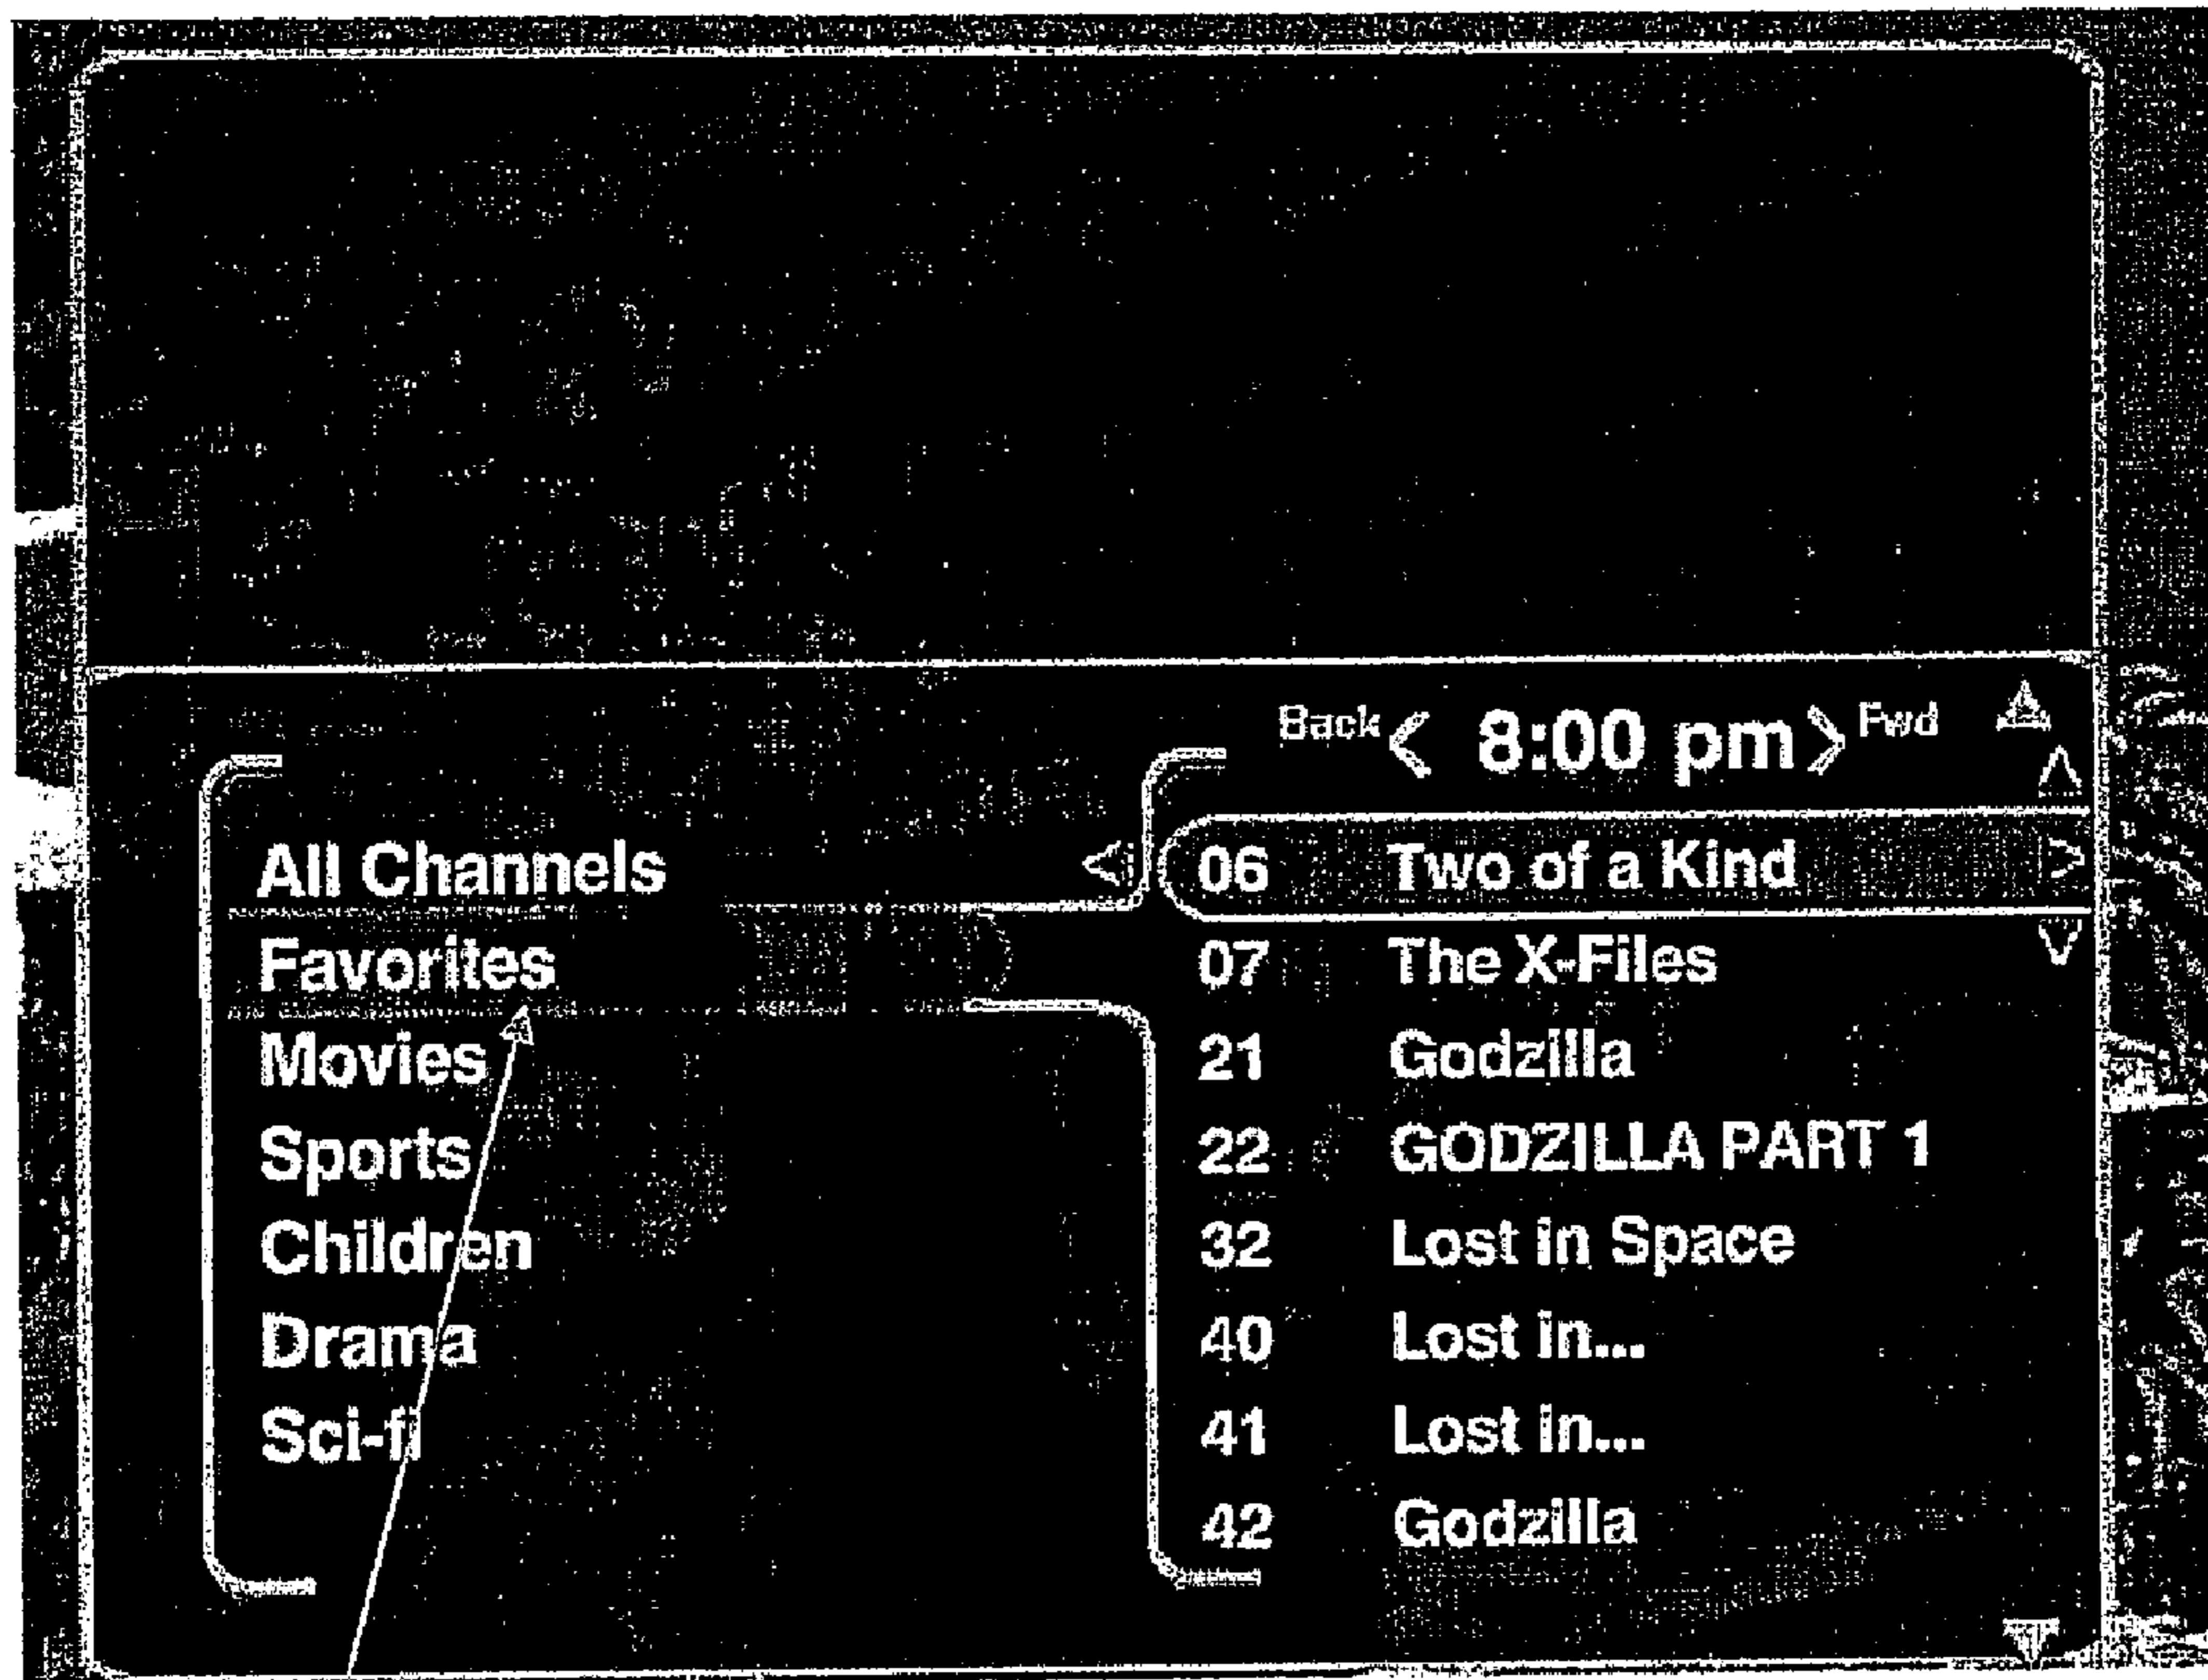 Back < 8:00 pm > Fwd
All Channels
Favorites
Movies
Sports
Children
Drama
Sci-fi
06 Two of a Kind
07 The X-Files
21 Godzilla
22 GODZILLA PART 1
32 Lost in Space
40 Lost in...
41 Lost in...
42 Godzilla